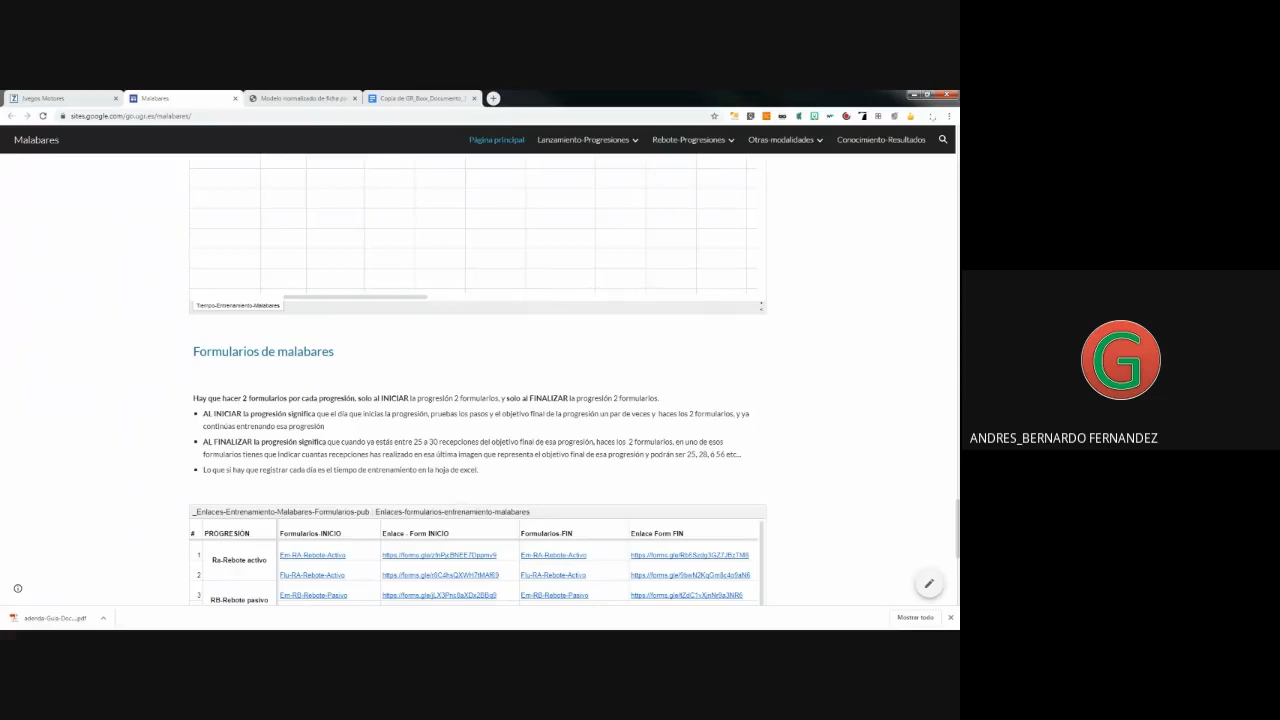 Juegos Motores
Malabares
Modelo normalizado de ficha po
sites.google.com/go.ugr.es/malabares/
Malabares
Página principal
Lanzamiento-Progresiones
Rebote-Progresiones
Otras-modalidades
Conocimiento-Resultados
Tiempo-Entrenamiento-Malabares
Formularios de malabares
Hay que hacer 2 formularios por cada progresión, solo al INICIAR la progresión 2 formularios, y solo al FINALIZAR la progresión 2 formularios.
AL INICIAR la progresión significa que el día que inicias la progresión, pruebas los pasos y el objetivo final de la progresión un par de veces y haces los 2 formularios, y ya
continúas entrenando esa progresión
AL FINALIZAR la progresión significa que cuando ya estás entre 25 a 30 recepciones del objetivo final de esa progresión, haces los 2 formularios, en uno de esos
formularios tienes que indicar cuantas recepciones has realizado en esa última imagen que representa el objetivo final de esa progresión y podrán ser 25, 28, ó 56 etc...
Lo que si hay que registrar cada día es el tiempo de entrenamiento en la hoja de excel.
_Enlaces-Entrenamiento-Malabares-Formularios-pub : Enlaces-formularios-entrenamiento-malabares
# PROGRESIÓN Formularios-INICIO Enlace - Form INICIO Formularios-FIN Enlace Form FIN
1 Ra-Rebote activo Em-RA-Rebote-Activo Em-RA-Rebote-Activo
2 Flu-RA-Rebote-Activo Flu-RA-Rebote-Activo
3 RB-Rebote pasivo Em-RB-Rebote-Pasivo Em-RB-Rebote-Pasivo
adenda-Guia-Doc....pdf
Mostrar todo
G
ANDRES_BERNARDO FERNANDEZ